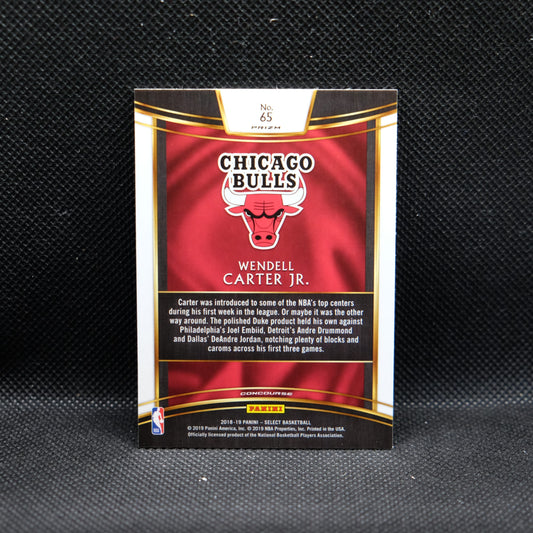 No.
65
PRIZM
CHICAGO
BULLS
WENDELL
CARTER JR.
Carter was introduced to some of the NBA's top centers
during his first week in the league. Or maybe it was the other
way around. The polished Duke product held his own against
Philadelphia's Joel Embiid, Detroit's Andre Drummond
and Dallas' DeAndre Jordan, notching plenty of blocks and
caroms across his first three games.
CONCOURSE
PANINI
2018-19 PANINI – SELECT BASKETBALL
© 2019 Panini America, Inc. © 2019 NBA Properties, Inc. Printed in the USA.
Officially licensed product of the National Basketball Players Association.
NBA